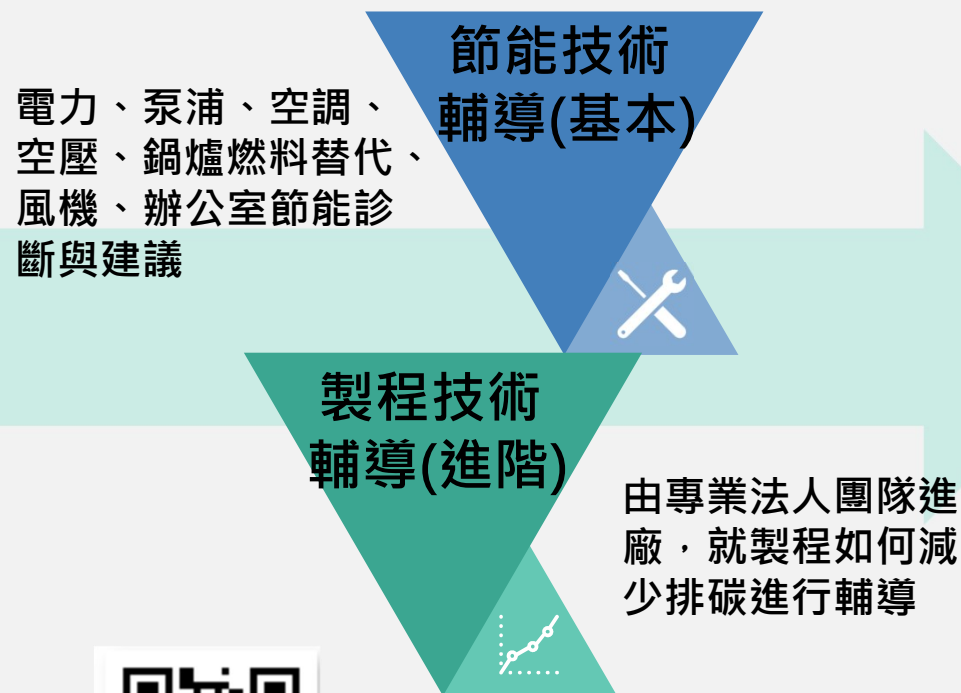 節能技術
輔導(基本)
電力、泵浦、空調、
空壓、鍋爐燃料替代、
風機、辦公室節能診
斷與建議
製程技術
輔導(進階)
由專業法人團隊進
廠，就製程如何減
少排碳進行輔導